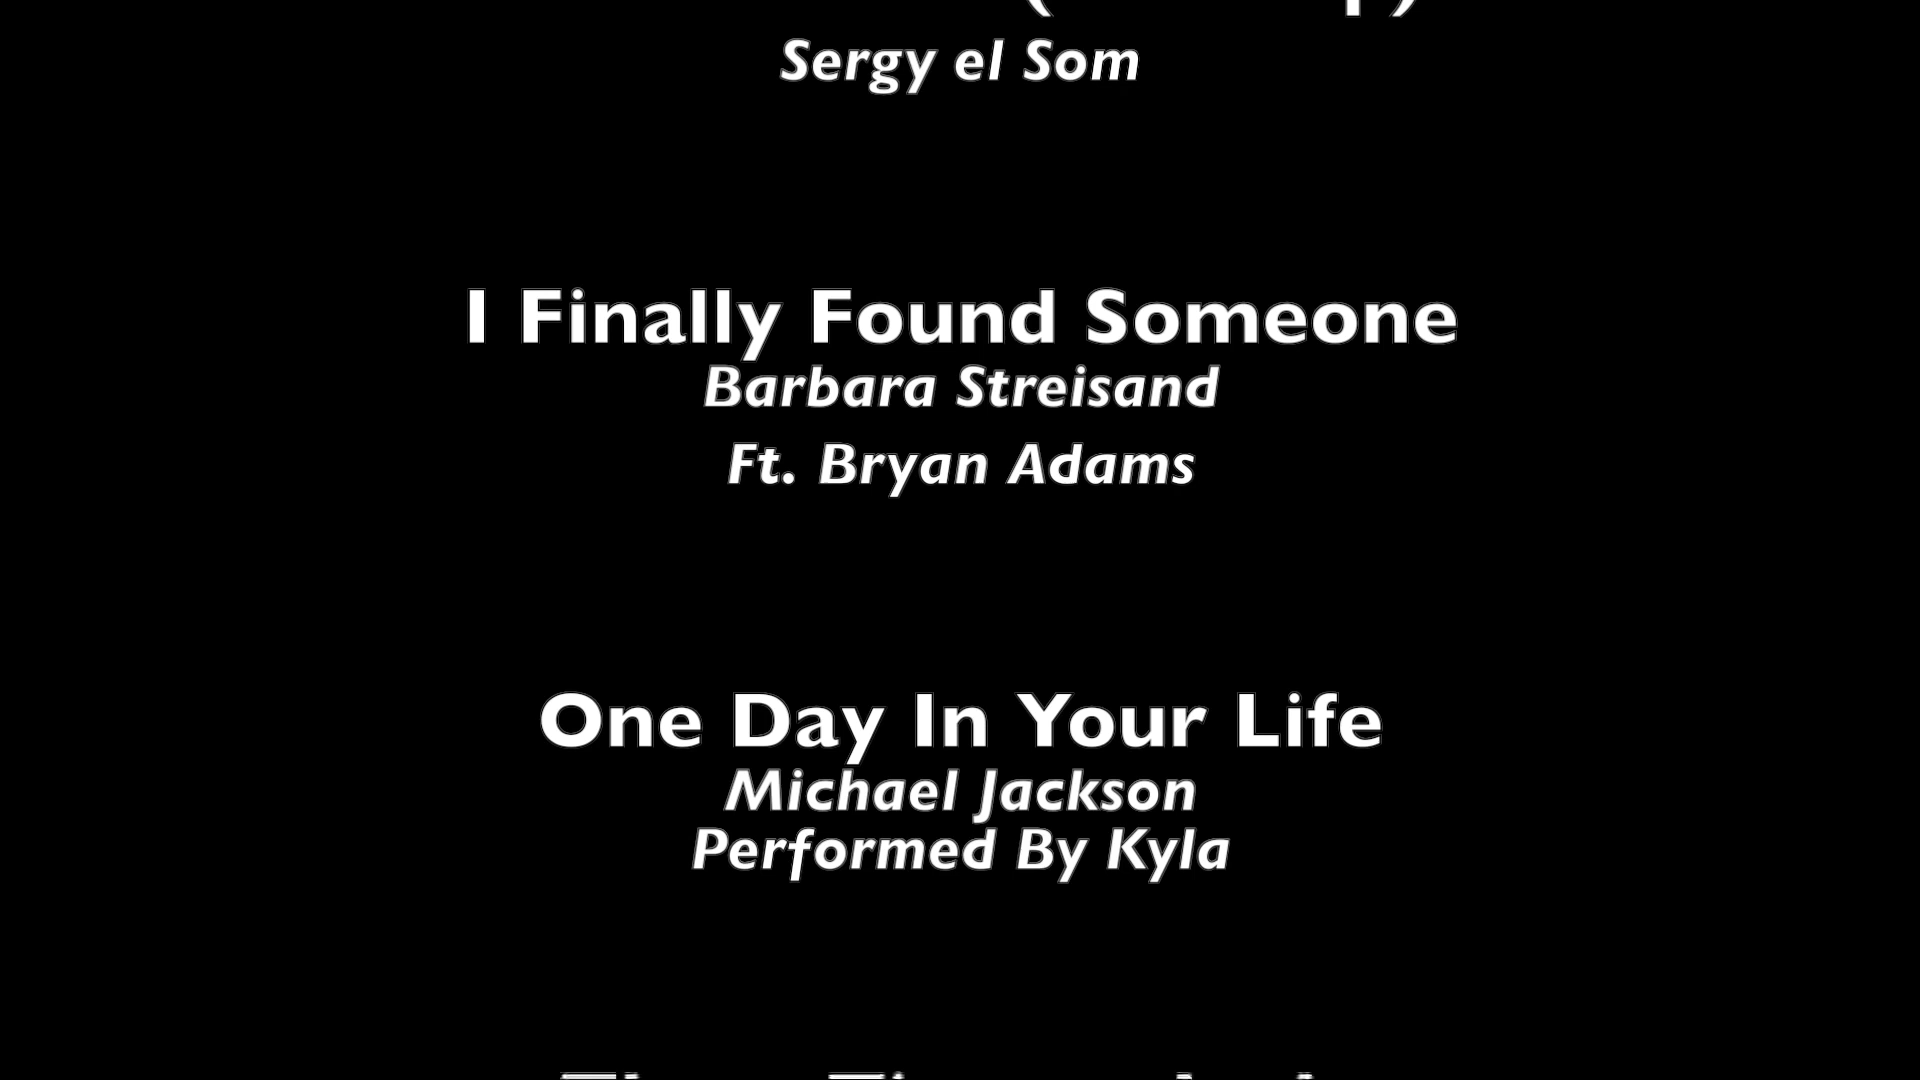 Sergy el Som
I Finally Found Someone
Barbara Streisand
Ft. Bryan Adams
One Day In Your Life
Michael Jackson
Performed By Kyla